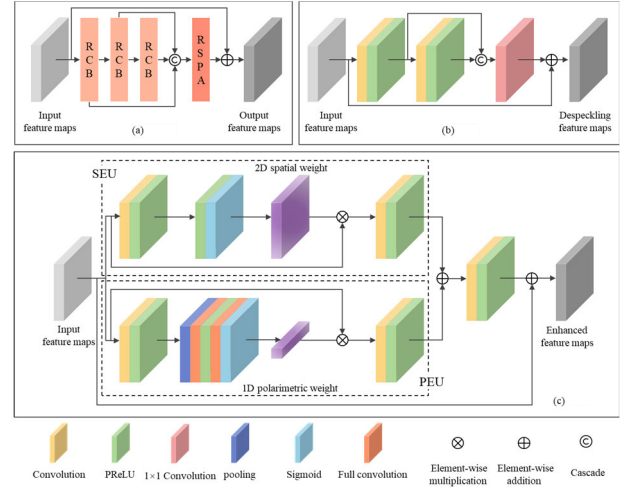 R
C
B
R
C
B
R
C
B
C
R
S
P
A
Input
feature maps
(a)
Output
feature maps
C
Input
feature maps
(b)
Despeckling
feature maps
SEU
2D spatial weight
Input
feature maps
Enhanced
feature maps
1D polarimetric weight
PEU
(c)
Convolution
PReLU
1×1 Convolution
pooling
Sigmoid
Full convolution
Element-wise
multiplication
Element-wise
addition
C
Cascade